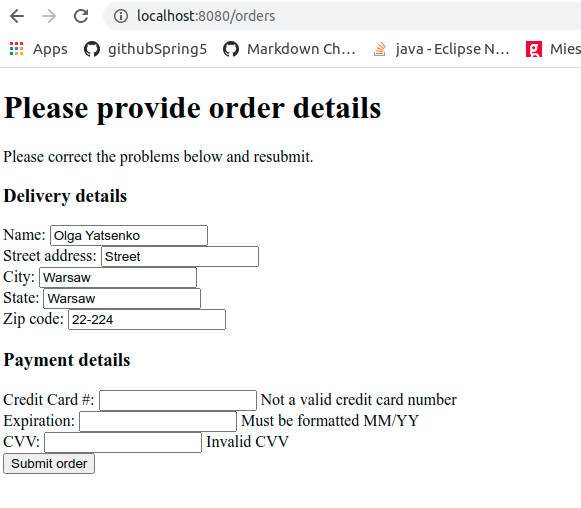 localhost:8080/orders
Apps githubSpring5 Markdown Ch… java - Eclipse N… Mies
Please provide order details
Please correct the problems below and resubmit.
Delivery details
Name: Olga Yatsenko
Street address: Street
City: Warsaw
State: Warsaw
Zip code: 22-224
Payment details
Credit Card #: Not a valid credit card number
Expiration: Must be formatted MM/YY
CVV: Invalid CVV
Submit order